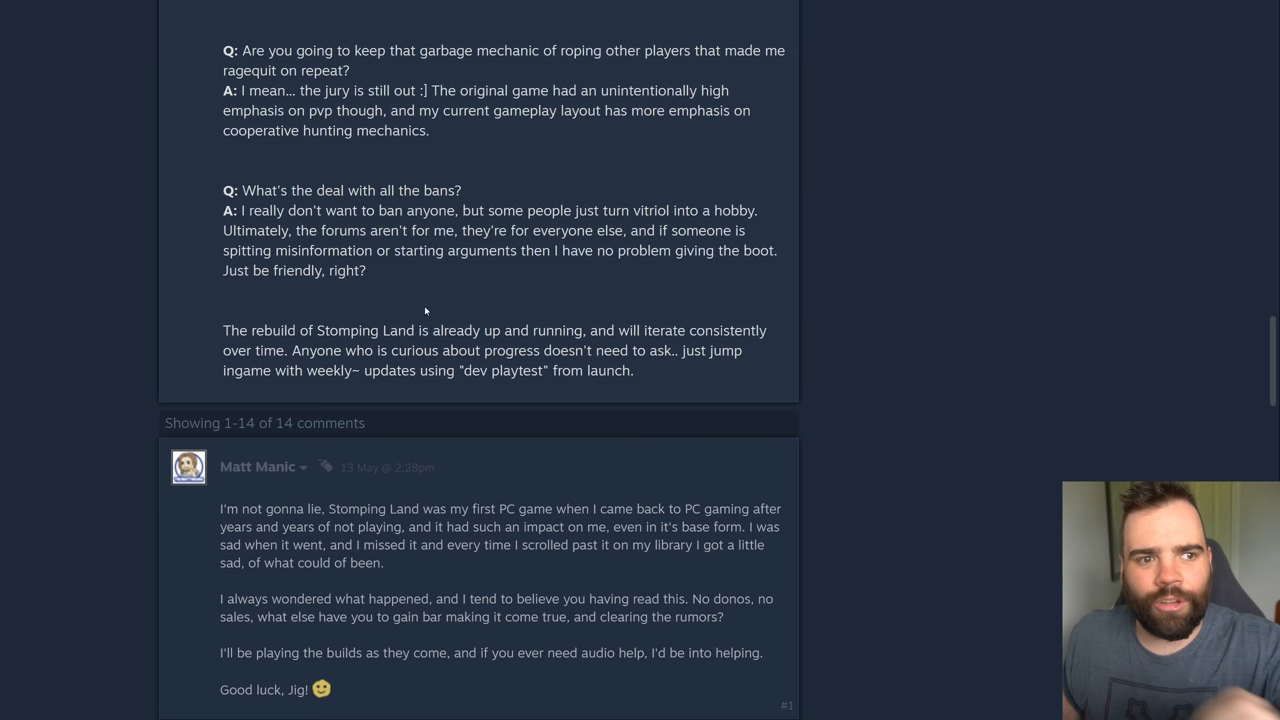 Q: Are you going to keep that garbage mechanic of roping other players that made me
ragequit on repeat?
A: I mean... the jury is still out :] The original game had an unintentionally high
emphasis on pvp though, and my current gameplay layout has more emphasis on
cooperative hunting mechanics.
Q: What's the deal with all the bans?
A: I really don't want to ban anyone, but some people just turn vitriol into a hobby.
Ultimately, the forums aren't for me, they're for everyone else, and if someone is
spitting misinformation or starting arguments then I have no problem giving the boot.
Just be friendly, right?
The rebuild of Stomping Land is already up and running, and will iterate consistently
over time. Anyone who is curious about progress doesn't need to ask.. just jump
ingame with weekly~ updates using "dev playtest" from launch.
Showing 1-14 of 14 comments
Matt Manic 13 May @ 2:28pm
I'm not gonna lie, Stomping Land was my first PC game when I came back to PC gaming after
years and years of not playing, and it had such an impact on me, even in it's base form. I was
sad when it went, and I missed it and every time I scrolled past it on my library I got a little
sad, of what could of been.
I always wondered what happened, and I tend to believe you having read this. No donos, no
sales, what else have you to gain bar making it come true, and clearing the rumors?
I'll be playing the builds as they come, and if you ever need audio help, I'd be into helping.
Good luck, Jig!
#1